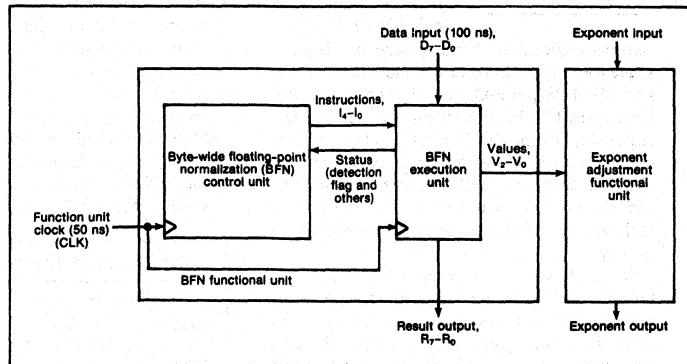 Data input (100 ns),
D₇–D₀
Exponent input
Instructions,
I₄–I₀
Byte-wide floating-point
normalization (BFN)
control unit
Status
(detection
flag and
others)
BFN
execution
unit
Values,
V₂–V₀
Exponent
adjustment
functional
unit
Function unit
clock (50 ns)
(CLK)
BFN functional unit
Result output,
R₇–R₀
Exponent output